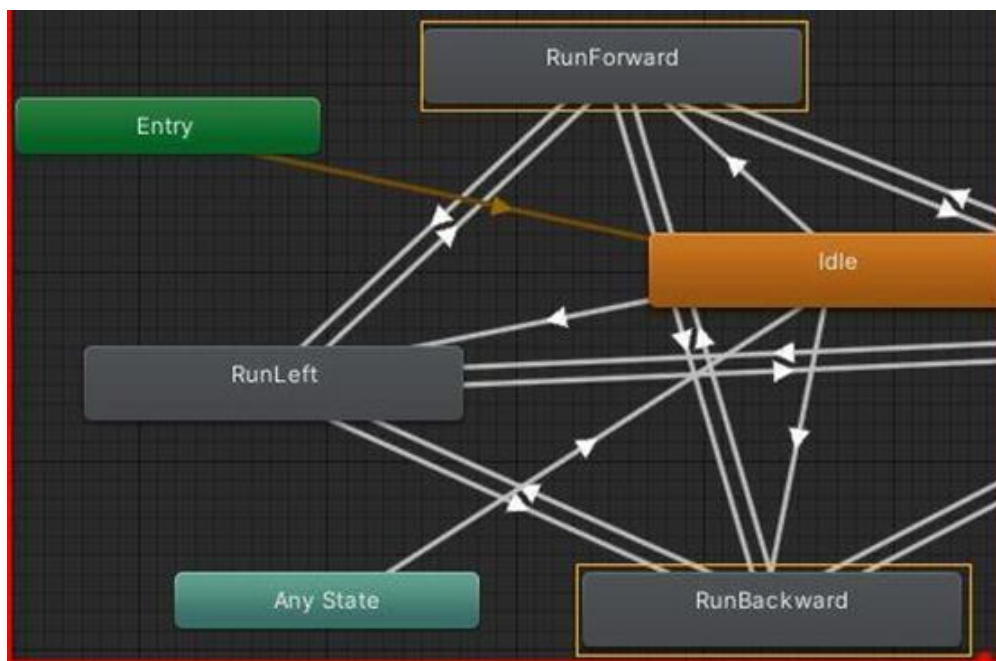 RunForward
Entry
Idle
RunLeft
Any State
RunBackward